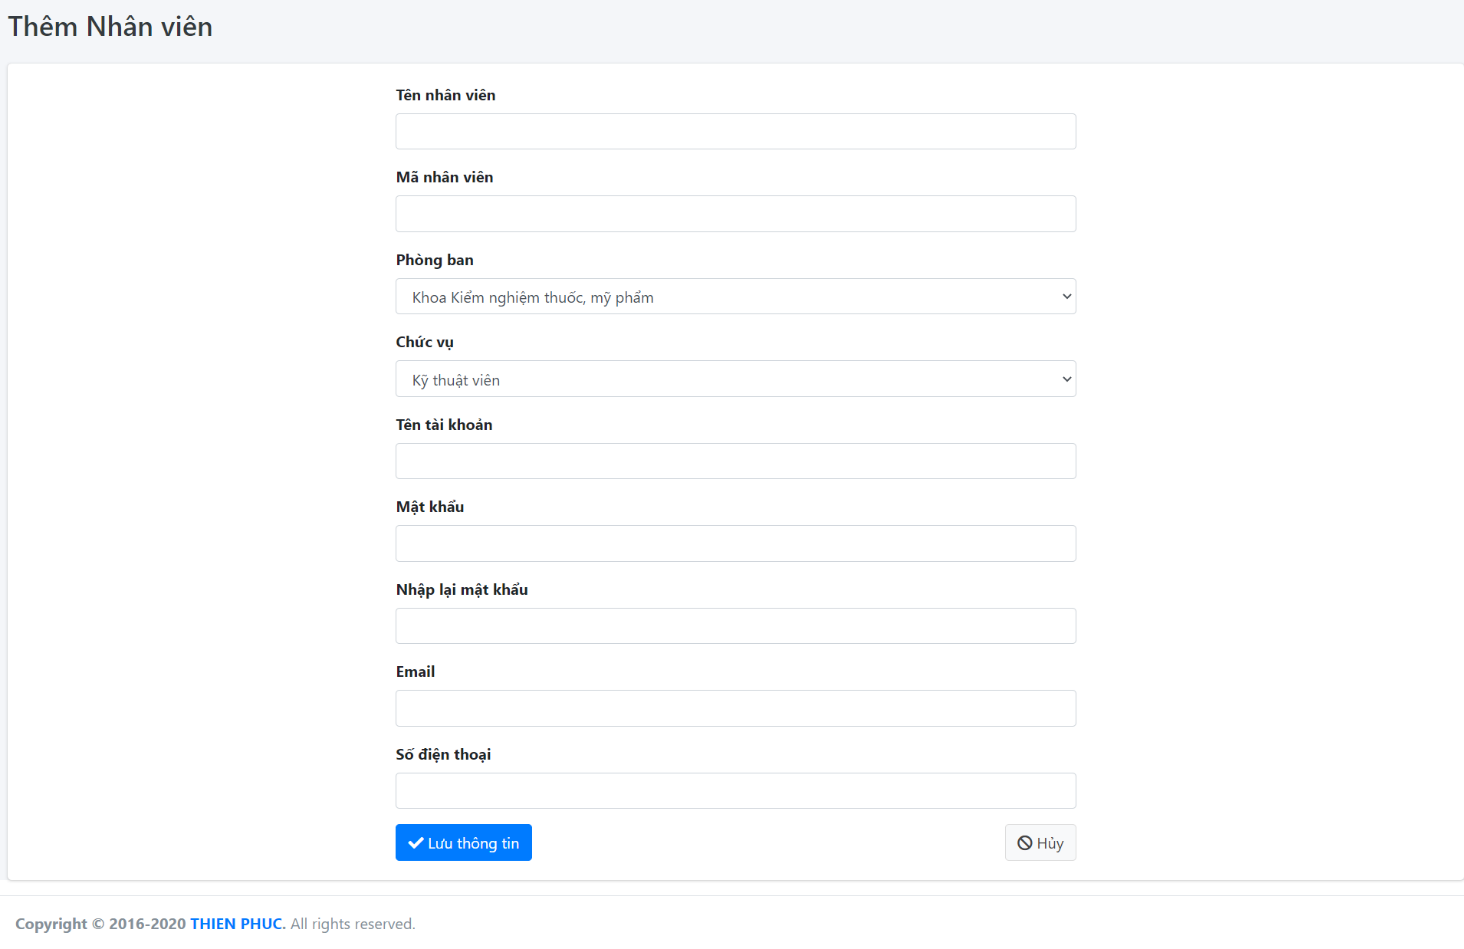 Thêm Nhân viên
Tên nhân viên
Mã nhân viên
Phòng ban
Khoa Kiểm nghiệm thuốc, mỹ phẩm
Chức vụ
Kỹ thuật viên
Tên tài khoản
Mật khẩu
Nhập lại mật khẩu
Email
Số điện thoại
Lưu thông tin
Hủy
Copyright © 2016-2020 THIEN PHUC. All rights reserved.